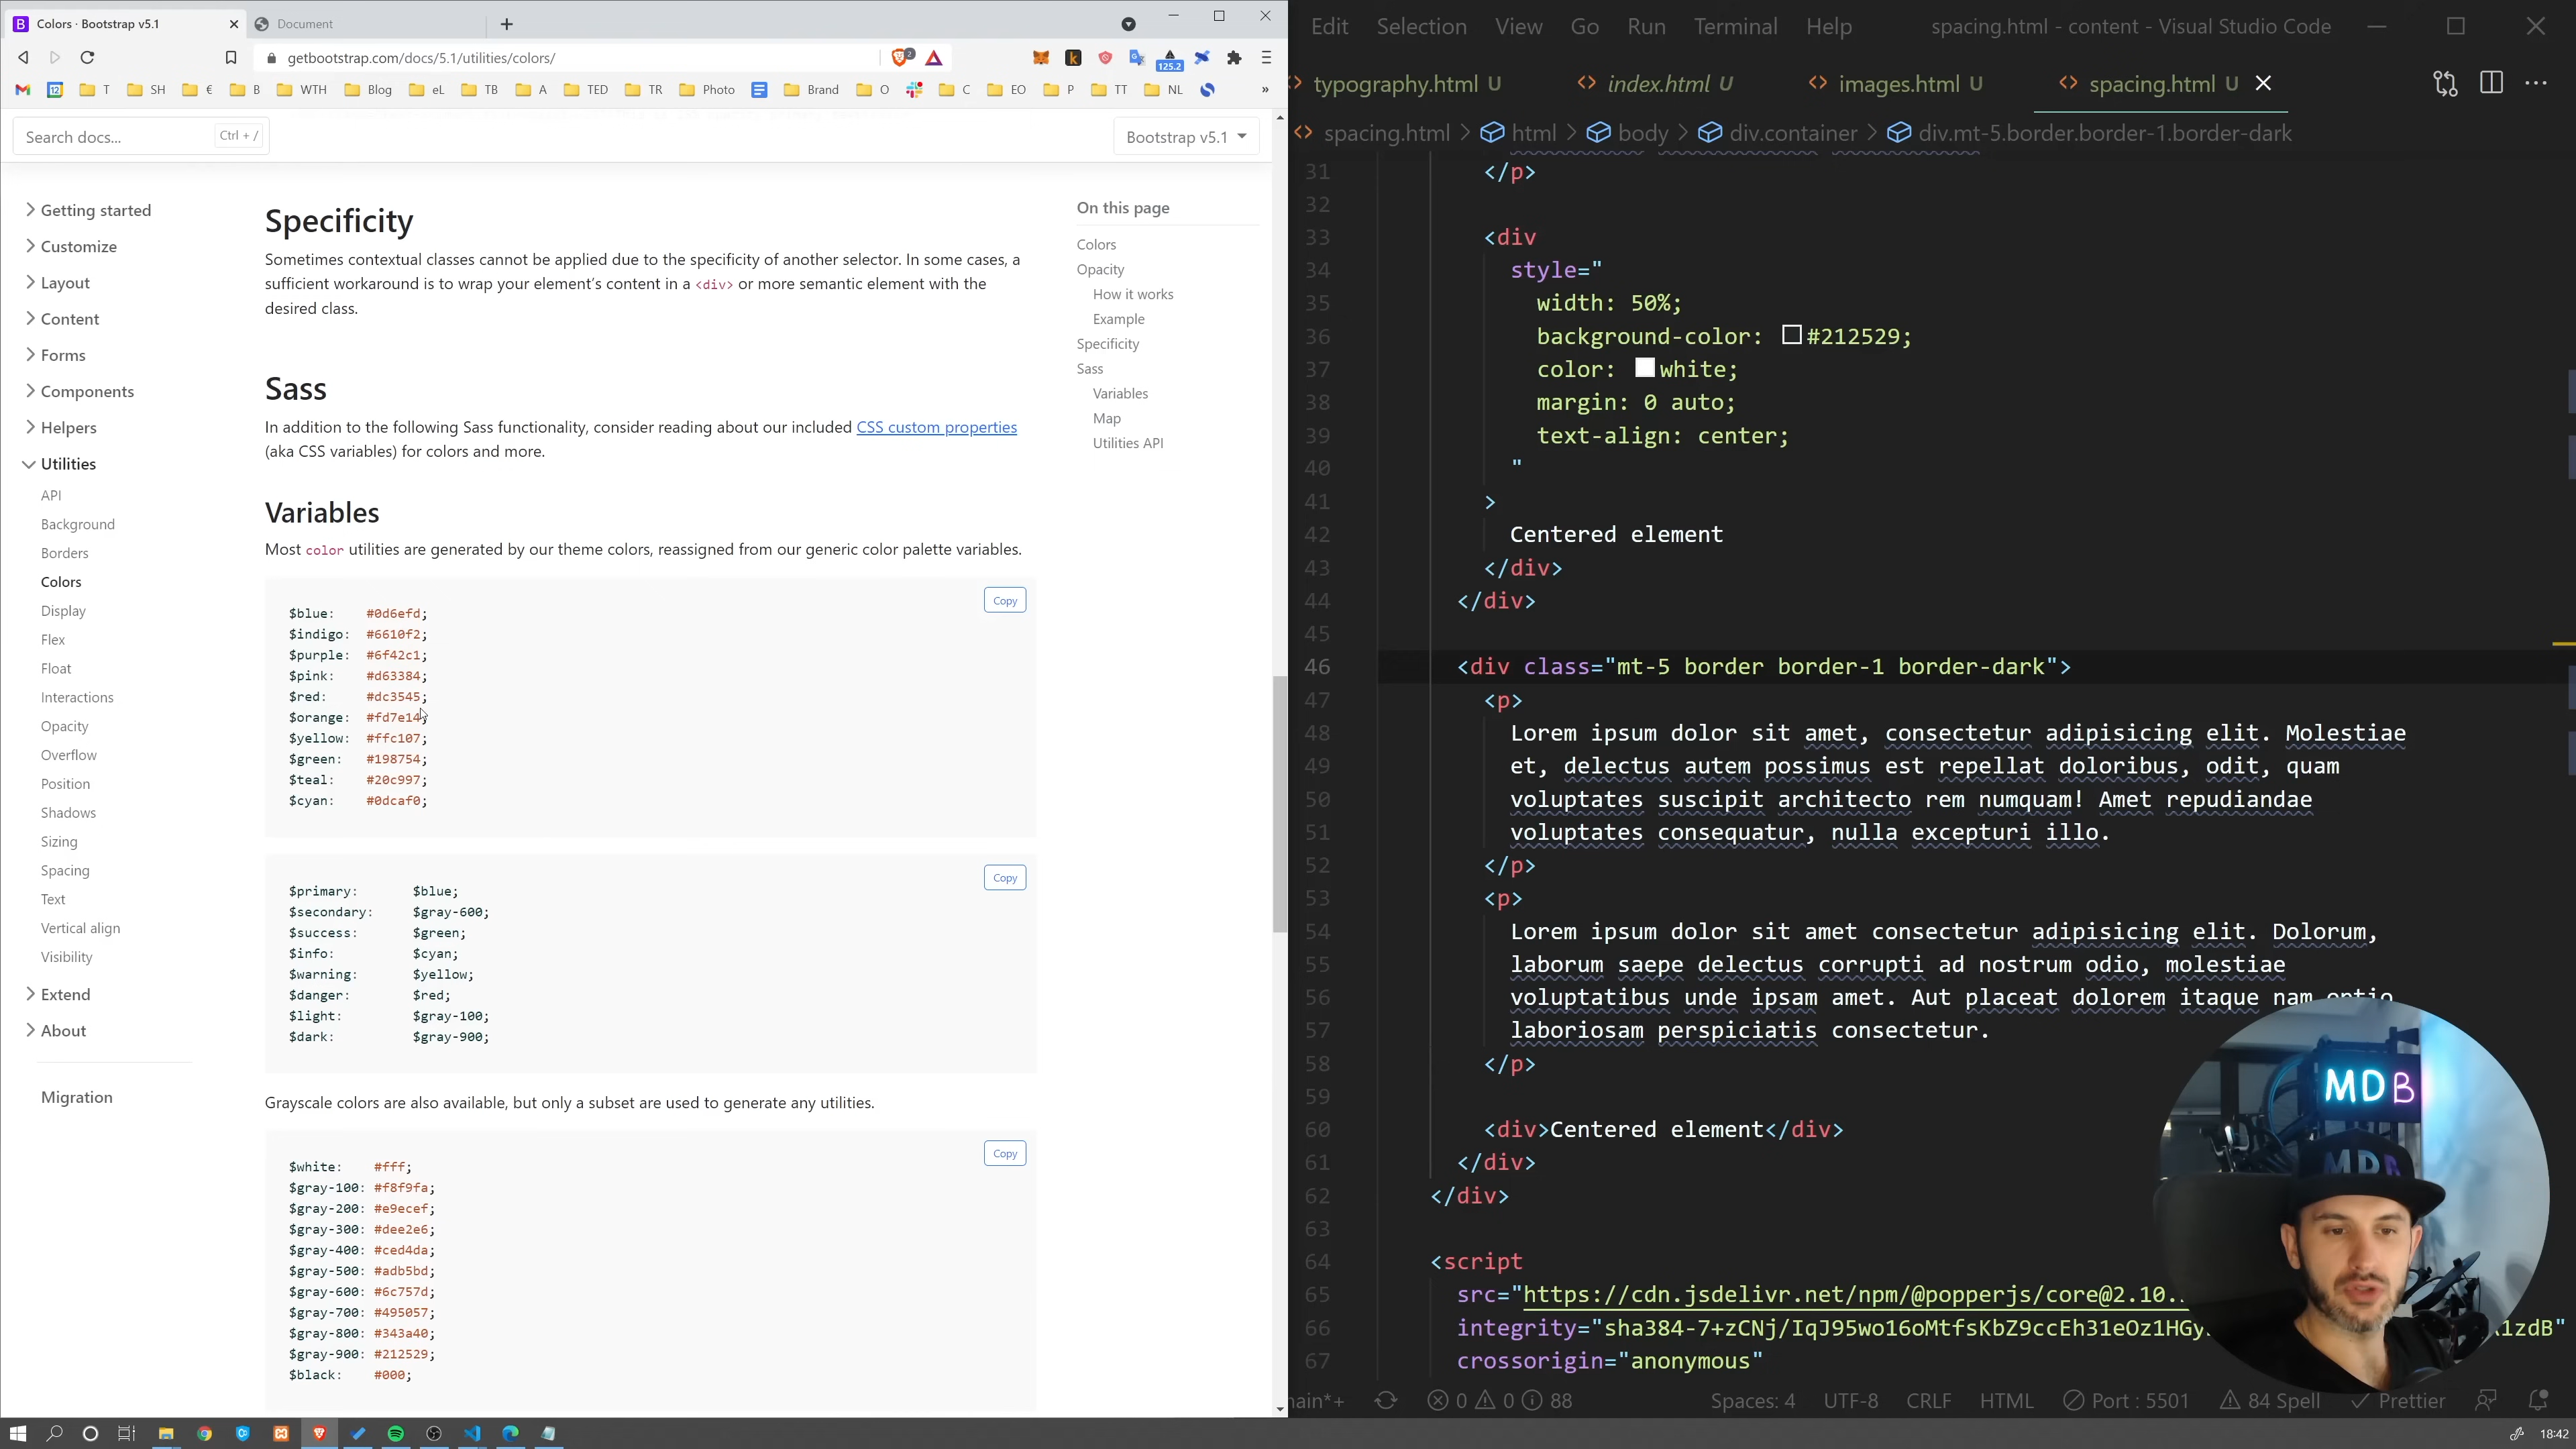 Colors · Bootstrap v5.1
Document
getbootstrap.com/docs/5.1/utilities/colors/
2
125.2
12
T
SH
€
B
WTH
Blog
eL
TB
A
TED
TR
Photo
Brand
O
C
EO
P
TT
NL
»
Search docs...
Ctrl + /
Bootstrap v5.1
Getting started
Customize
Layout
Content
Forms
Components
Helpers
Utilities
API
Background
Borders
Colors
Display
Flex
Float
Interactions
Opacity
Overflow
Position
Shadows
Sizing
Spacing
Text
Vertical align
Visibility
Extend
About
Migration
Specificity
Sometimes contextual classes cannot be applied due to the specificity of another selector. In some cases, a
sufficient workaround is to wrap your element's content in a <div> or more semantic element with the
desired class.
Sass
In addition to the following Sass functionality, consider reading about our included CSS custom properties
(aka CSS variables) for colors and more.
Variables
Most color utilities are generated by our theme colors, reassigned from our generic color palette variables.
Copy
$blue: #0d6efd;
$indigo: #6610f2;
$purple: #6f42c1;
$pink: #d63384;
$red: #dc3545;
$orange: #fd7e14;
$yellow: #ffc107;
$green: #198754;
$teal: #20c997;
$cyan: #0dcaf0;
Copy
$primary: $blue;
$secondary: $gray-600;
$success: $green;
$info: $cyan;
$warning: $yellow;
$danger: $red;
$light: $gray-100;
$dark: $gray-900;
Grayscale colors are also available, but only a subset are used to generate any utilities.
Copy
$white: #fff;
$gray-100: #f8f9fa;
$gray-200: #e9ecef;
$gray-300: #dee2e6;
$gray-400: #ced4da;
$gray-500: #adb5bd;
$gray-600: #6c757d;
$gray-700: #495057;
$gray-800: #343a40;
$gray-900: #212529;
$black: #000;
On this page
Colors
Opacity
How it works
Example
Specificity
Sass
Variables
Map
Utilities API
Edit Selection View Go Run Terminal Help spacing.html - content - Visual Studio Code
typography.html U
index.html U
images.html U
spacing.html U
spacing.html > html > body > div.container > div.mt-5.border.border-1.border-dark
31 </p>
32
33 <div
34 style="
35 width: 50%;
36 background-color: #212529;
37 color: white;
38 margin: 0 auto;
39 text-align: center;
40 "
41 >
42 Centered element
43 </div>
44 </div>
45
46 <div class="mt-5 border border-1 border-dark">
47 <p>
48 Lorem ipsum dolor sit amet, consectetur adipisicing elit. Molestiae
49 et, delectus autem possimus est repellat doloribus, odit, quam
50 voluptates suscipit architecto rem numquam! Amet repudiandae
51 voluptates consequatur, nulla excepturi illo.
52 </p>
53 <p>
54 Lorem ipsum dolor sit amet consectetur adipisicing elit. Dolorum,
55 laborum saepe delectus corrupti ad nostrum odio, molestiae
56 voluptatibus unde ipsam amet. Aut placeat dolorem itaque nam optio
57 laboriosam perspiciatis consectetur.
58 </p>
59
60 <div>Centered element</div>
61 </div>
62 </div>
63
64 <script
65 src="https://cdn.jsdelivr.net/npm/@popperjs/core@2.10.
66 integrity="sha384-7+zCNj/IqJ95wo16oMtfsKbZ9ccEh31eOz1HGy
1zdB"
67 crossorigin="anonymous"
MDB
MDB
0 0 88
Spaces: 4
UTF-8
CRLF
HTML
Port : 5501
84 Spell
Prettier
18:42